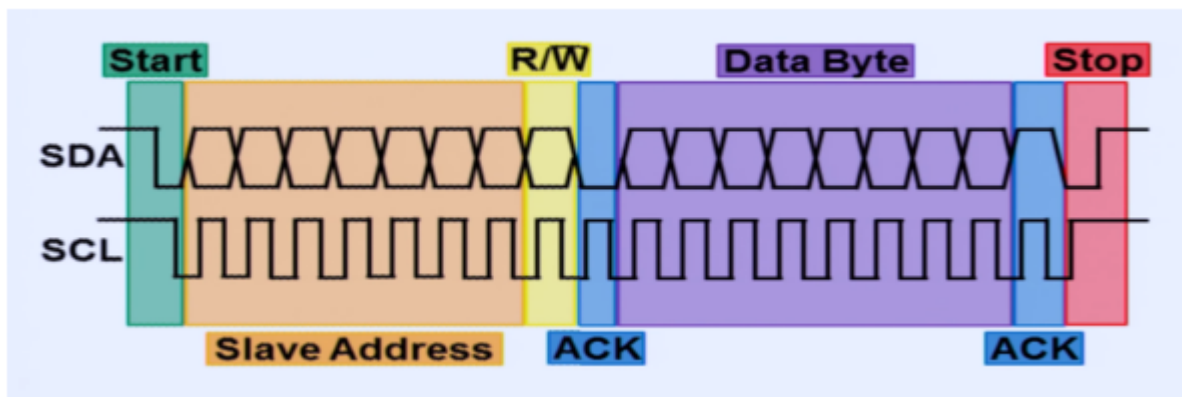 Start
R/W
Data Byte
Stop
SDA
SCL
Slave Address
ACK
ACK